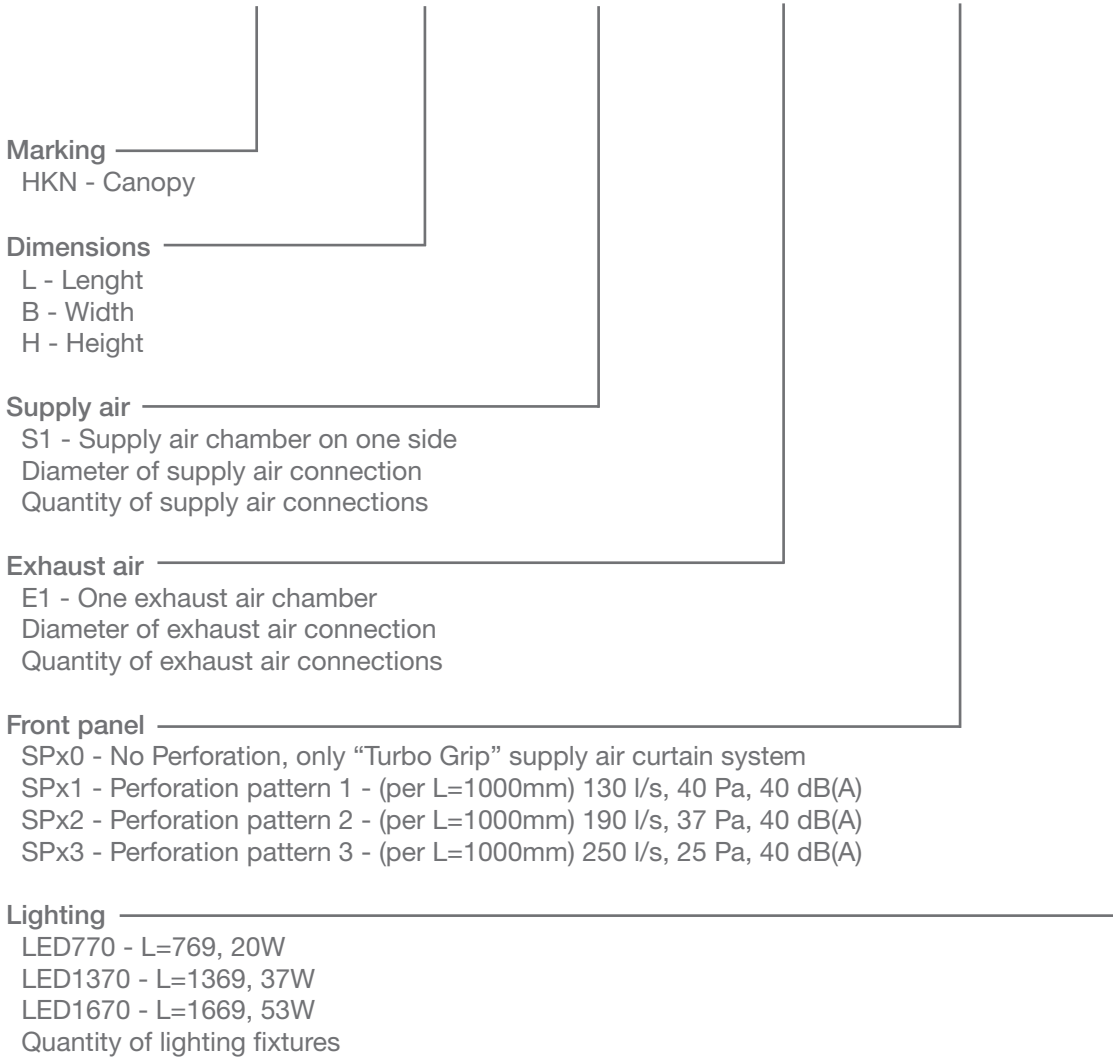 Marking
HKN - Canopy
Dimensions
L - Lenght
B - Width
H - Height
Supply air
S1 - Supply air chamber on one side
Diameter of supply air connection
Quantity of supply air connections
Exhaust air
E1 - One exhaust air chamber
Diameter of exhaust air connection
Quantity of exhaust air connections
Front panel
SPx0 - No Perforation, only “Turbo Grip” supply air curtain system
SPx1 - Perforation pattern 1 - (per L=1000mm) 130 l/s, 40 Pa, 40 dB(A)
SPx2 - Perforation pattern 2 - (per L=1000mm) 190 l/s, 37 Pa, 40 dB(A)
SPx3 - Perforation pattern 3 - (per L=1000mm) 250 l/s, 25 Pa, 40 dB(A)
Lighting
LED770 - L=769, 20W
LED1370 - L=1369, 37W
LED1670 - L=1669, 53W
Quantity of lighting fixtures